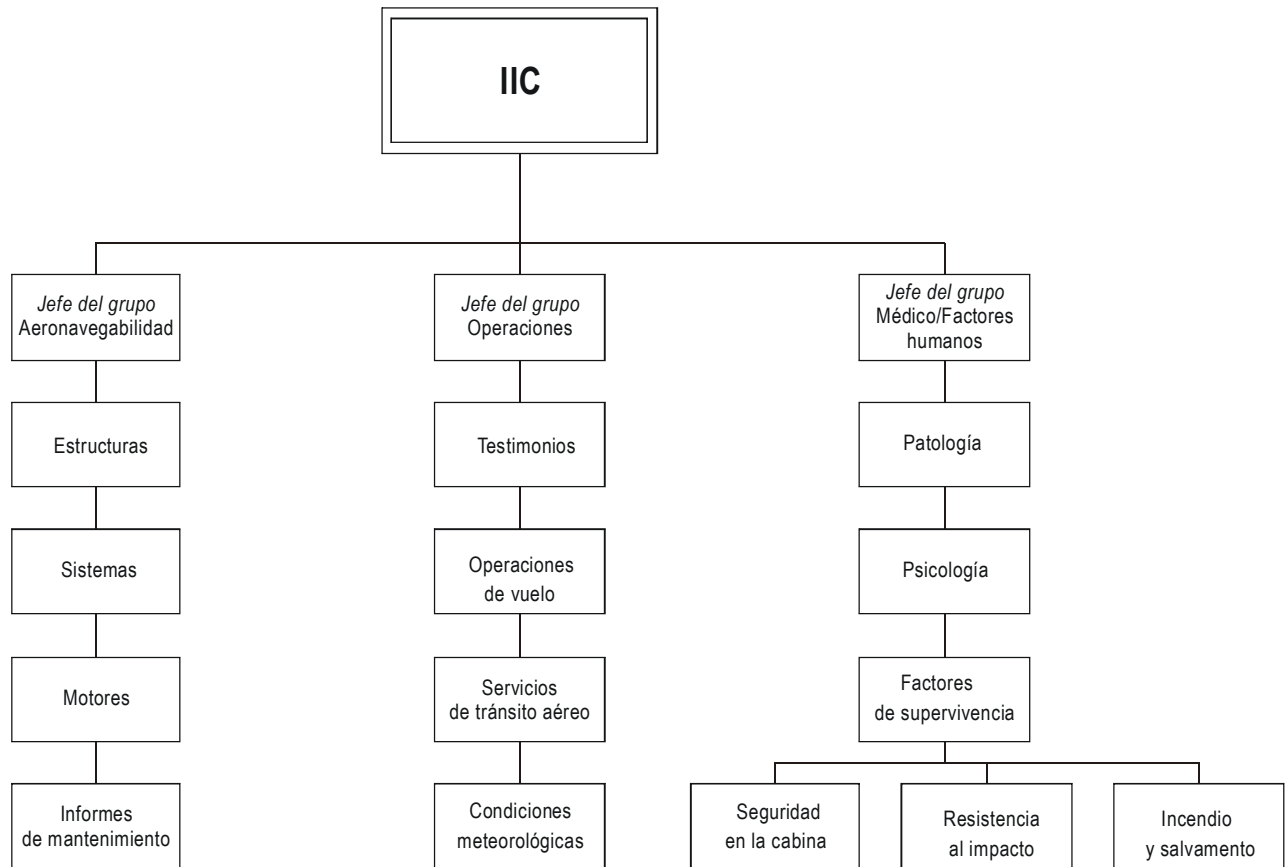 IIC
Jefe del grupo
Aeronavegabilidad
Jefe del grupo
Operaciones
Jefe del grupo
Médico/Factores
humanos
Estructuras
Testimonios
Patología
Sistemas
Operaciones
de vuelo
Psicología
Motores
Servicios
de tránsito aéreo
Factores
de supervivencia
Informes
de mantenimiento
Condiciones
meteorológicas
Seguridad
en la cabina
Resistencia
al impacto
Incendio
y salvamento